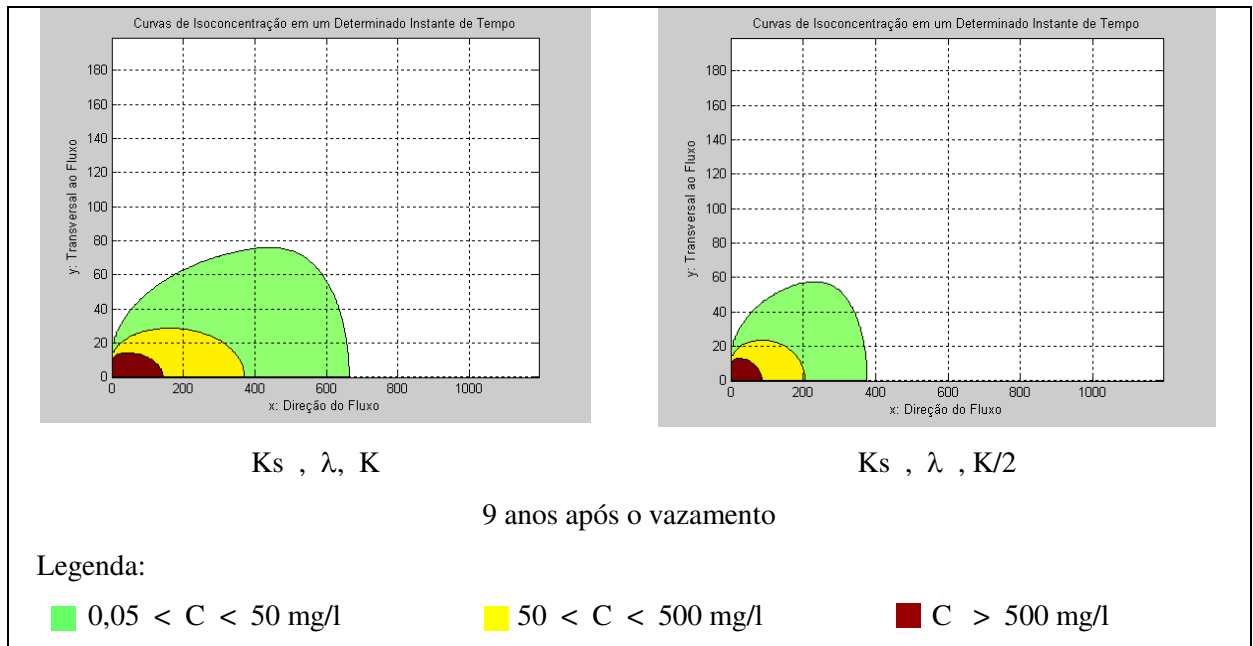 Curvas de Isoconcentração em um Determinado Instante de Tempo
180
160
140
120
100
80
60
40
20
0
y: Transversal ao Fluxo
0 200 400 600 800 1000
x: Direção do Fluxo
Ks , λ, K
Curvas de Isoconcentração em um Determinado Instante de Tempo
180
160
140
120
100
80
60
40
20
0
y: Transversal ao Fluxo
0 200 400 600 800 1000
x: Direção do Fluxo
Ks , λ , K/2
9 anos após o vazamento
Legenda:
0,05 < C < 50 mg/l 50 < C < 500 mg/l C > 500 mg/l